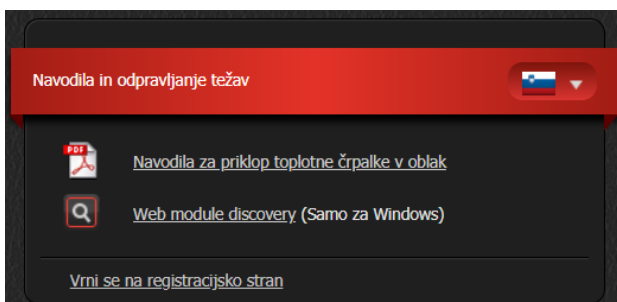 Navodila in odpravljanje težav
PDF
Navodila za priklop toplotne črpalke v oblak
Web module discovery (Samo za Windows)
Vrni se na registracijsko stran